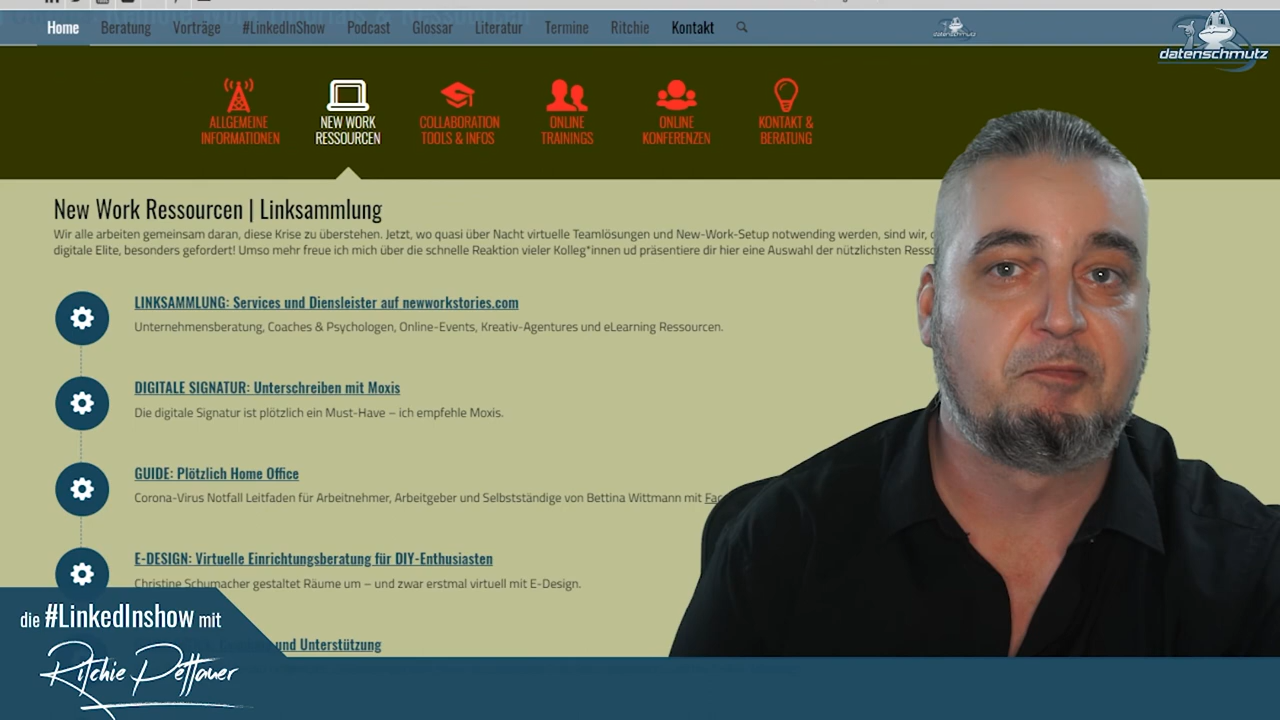 Home Beratung Vorträge #LinkedInShow Podcast Glossar Literatur Termine Ritchie Kontakt
datenschmutz
ALLGEMEINE INFORMATIONEN
NEW WORK RESSOURCEN
COLLABORATION TOOLS & INFOS
ONLINE TRAININGS
ONLINE KONFERENZEN
KONTAKT & BERATUNG
New Work Ressourcen | Linksammlung
Wir alle arbeiten gemeinsam daran, diese Krise zu überstehen. Jetzt, wo quasi über Nacht virtuelle Teamlösungen und New-Work-Setup notwending werden, sind wir,
digitale Elite, besonders gefordert! Umso mehr freue ich mich über die schnelle Reaktion vieler Kolleg*innen ud präsentiere dir hier eine Auswahl der nützlichsten
LINKSAMMLUNG: Services und Diensleister auf newworkstories.com
Unternehmensberatung, Coaches & Psychologen, Online-Events, Kreativ-Agentures und eLearning Ressourcen.
DIGITALE SIGNATUR: Unterschreiben mit Moxis
Die digitale Signatur ist plötzlich ein Must-Have – ich empfehle Moxis.
GUIDE: Plötzlich Home Office
Corona-Virus Notfall Leitfaden für Arbeitnehmer, Arbeitgeber und Selbstständige von Bettina Wittmann mit
E-DESIGN: Virtuelle Einrichtungsberatung für DIY-Enthusiasten
Christine Schumacher gestaltet Räume um – und zwar erstmal virtuell mit E-Design.
und Unterstützung
die #LinkedInshow mit
Ritchie Pettauer